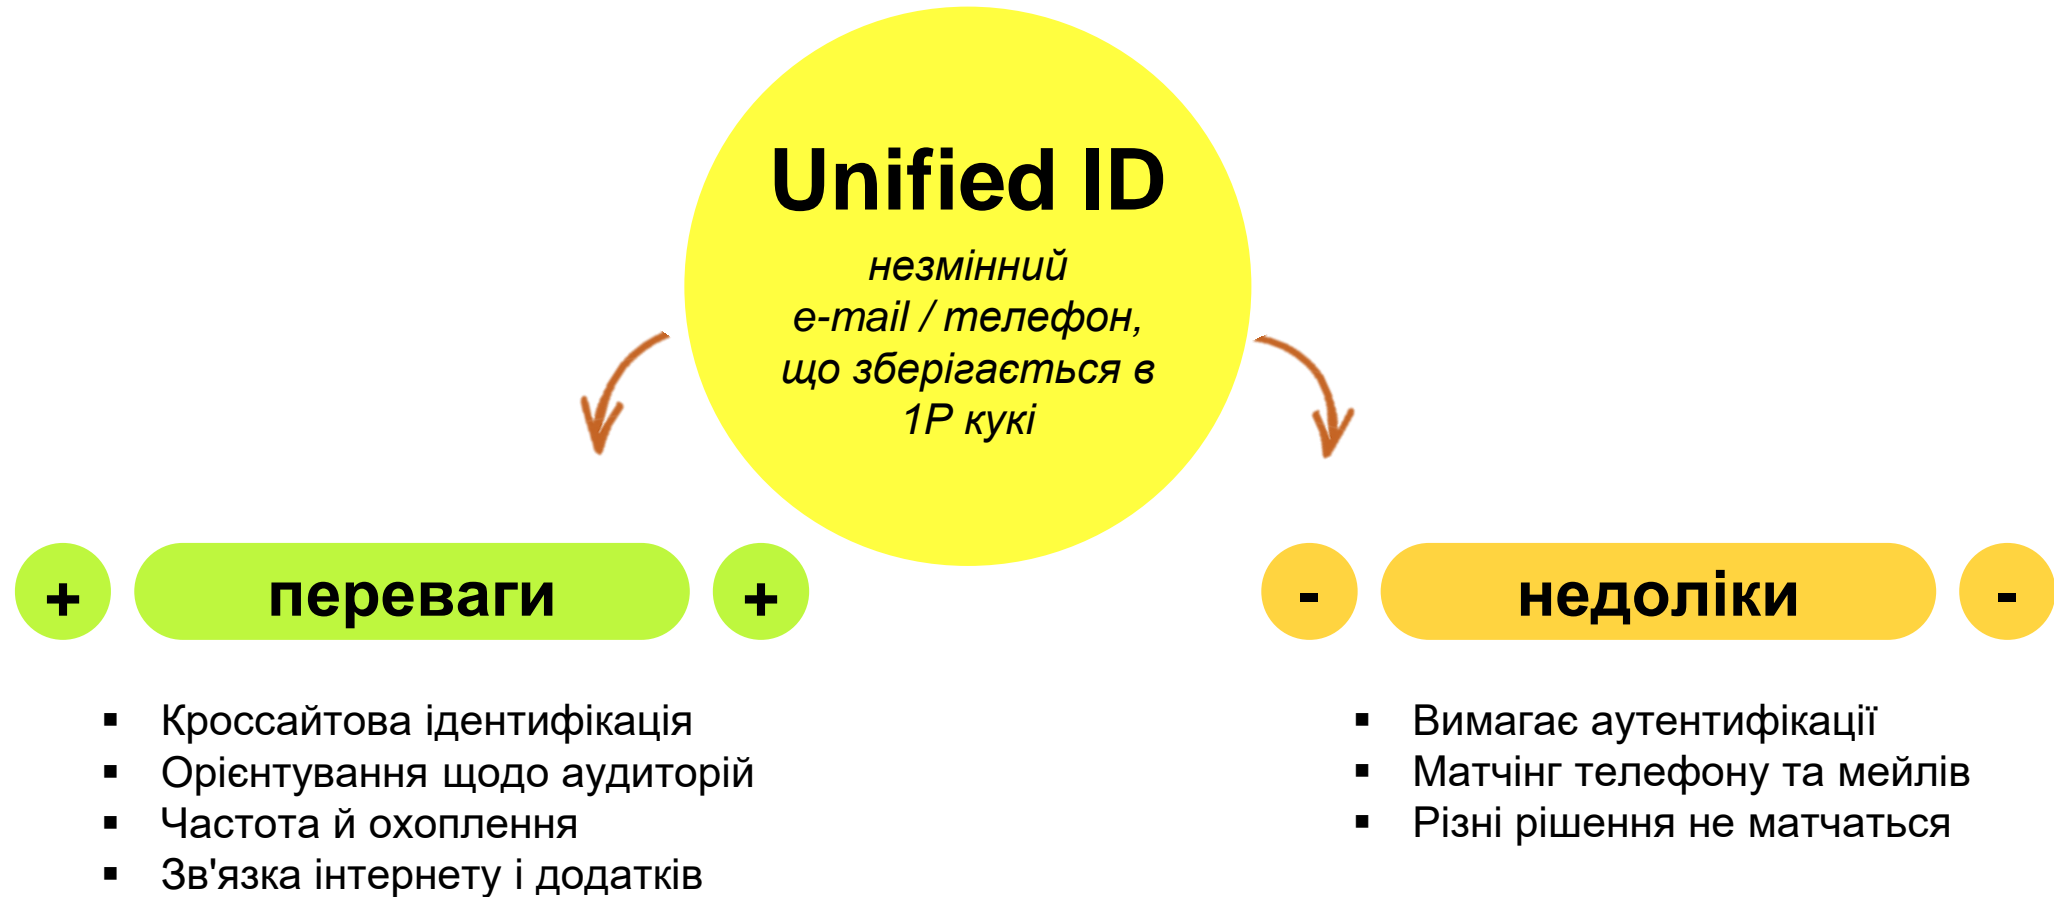 Unified ID
незмінний
e-mail / телефон,
що зберігається в
1P кукі
+ переваги +
▪ Кроссайтова ідентифікація
▪ Орієнтування щодо аудиторій
▪ Частота й охоплення
▪ Зв'язка інтернету і додатків
- недоліки -
▪ Вимагає аутентифікації
▪ Матчінг телефону та мейлів
▪ Різні рішення не матчаться